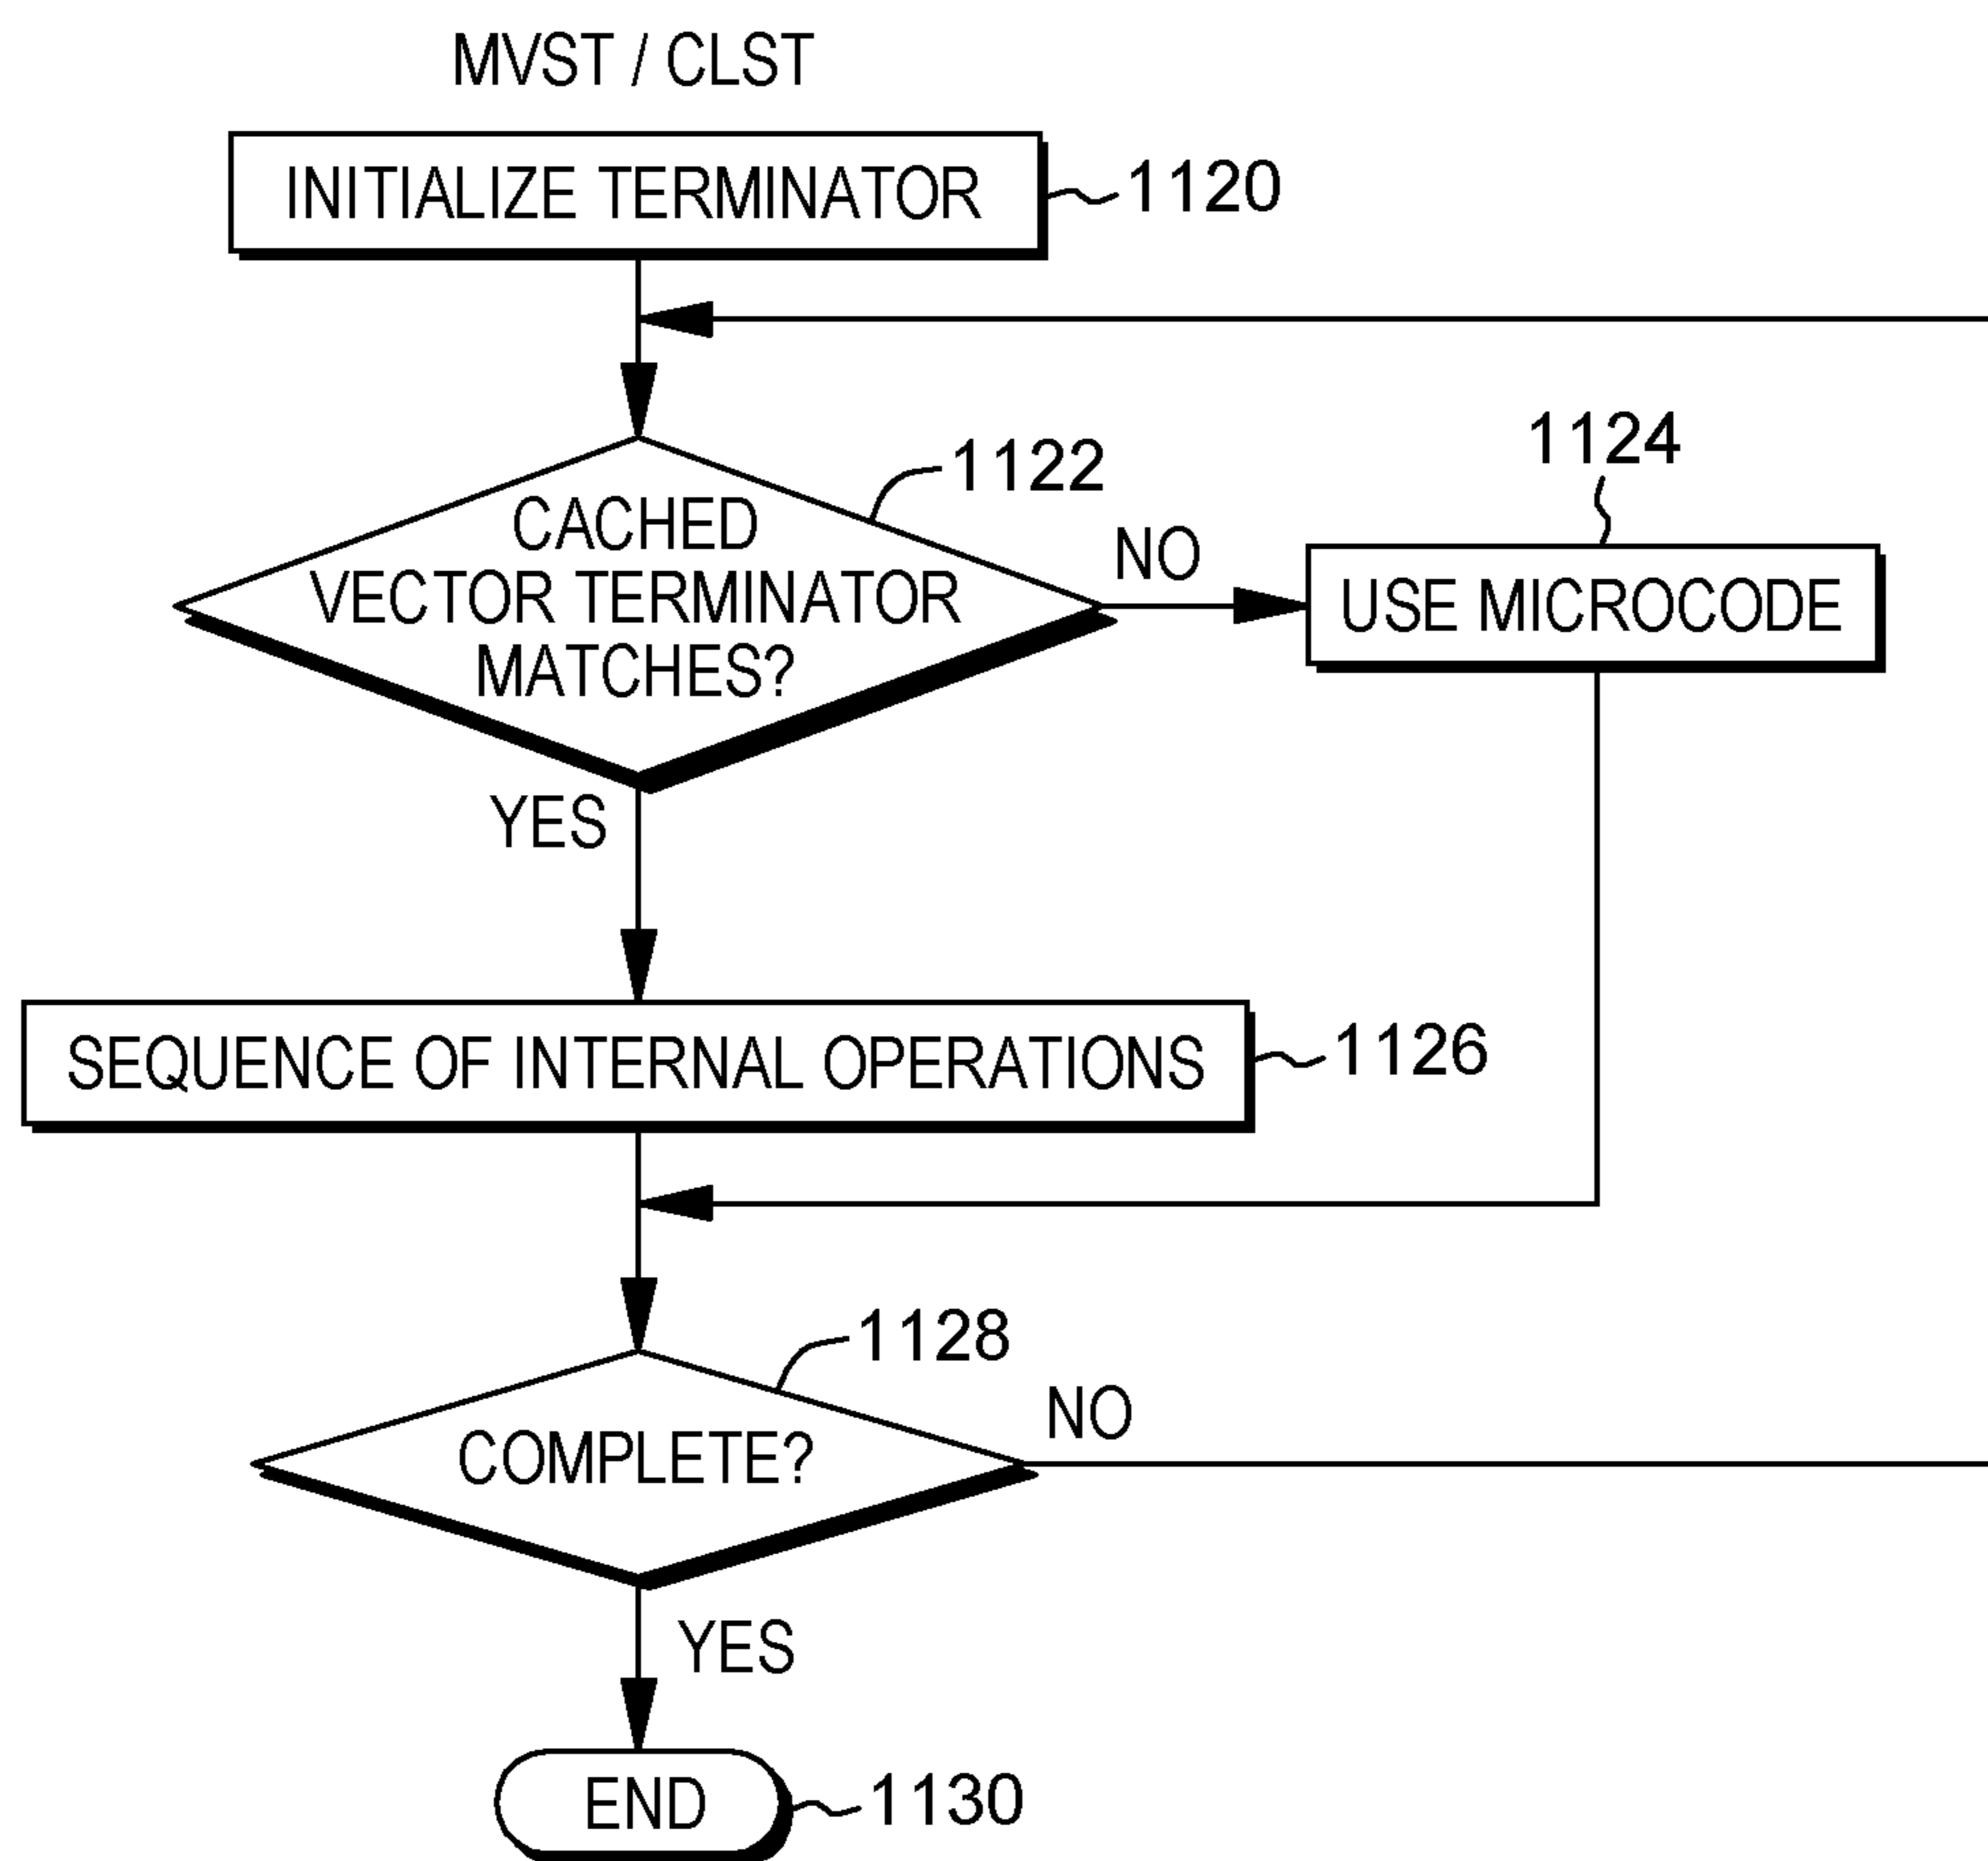 MVST / CLST
INITIALIZE TERMINATOR
1120
1122
CACHED
VECTOR TERMINATOR
MATCHES?
NO
1124
USE MICROCODE
YES
SEQUENCE OF INTERNAL OPERATIONS
1126
1128
COMPLETE?
NO
YES
END
1130